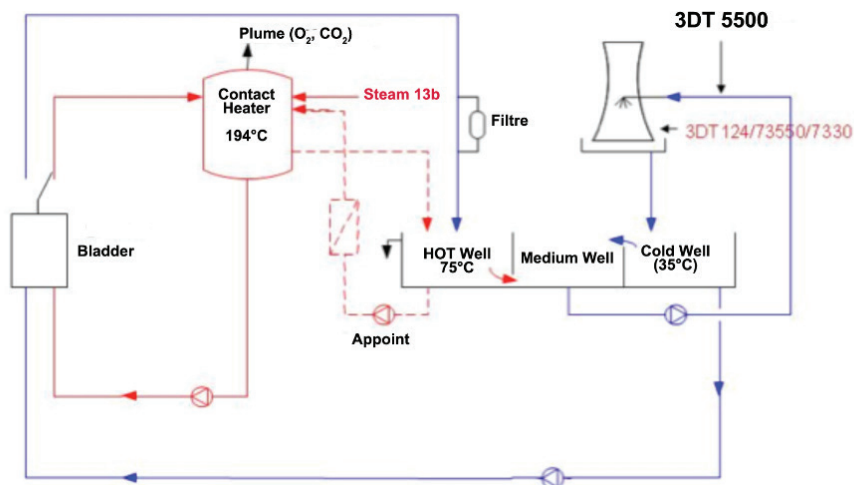 3DT 5500
Plume (O₂, CO₂)
Contact
Heater
194°C
Steam 13b
Filtre
3DT 124/73550/7330
Bladder
HOT Well
75°C
Medium Well
Cold Well
(35°C)
Appoint